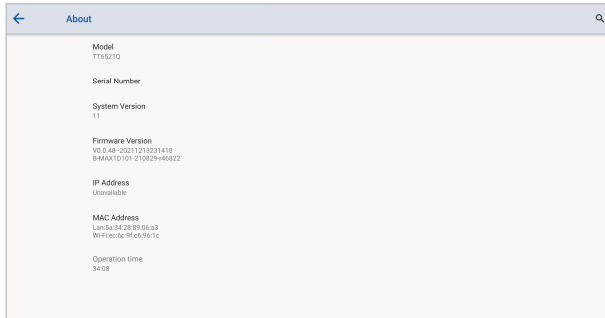 About
Model
TT6521Q
Serial Number
System Version
11
Firmware Version
V0.0.48--20211213231418
B-MAX1D101-210829-r46822'
IP Address
Unavailable
MAC Address
Lan:5a:34:28:89:06:a3
Wi-Fi:ec:6c:9f:c6:96:1c
Operation time
34:08